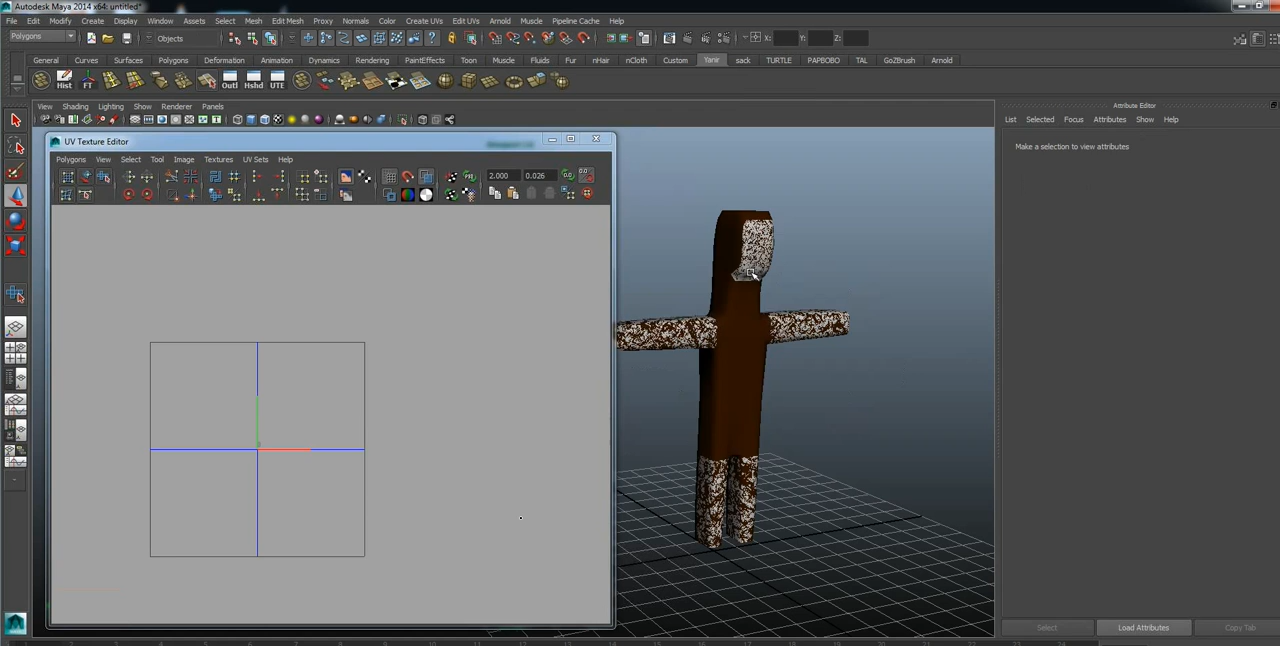 Autodesk Maya 2014 x64: untitled*
File Edit Modify Create Display Window Assets Select Mesh Edit Mesh Proxy Normals Color Create UVs Edit UVs Arnold Muscle Pipeline Cache Help
Polygons Objects X: Y: Z:
General Curves Surfaces Polygons Deformation Animation Dynamics Rendering PaintEffects Toon Muscle Fluids Fur nHair nCloth Custom Yanir sack TURTLE PAPBOBO TAL GoZBrush Arnold
Hist FT Outl Hshd UTE
View Shading Lighting Show Renderer Panels
Attribute Editor
List Selected Focus Attributes Show Help
UV Texture Editor
Make a selection to view attributes
Polygons View Select Tool Image Textures UV Sets Help
2.000 0.026
Select Load Attributes Copy Tab